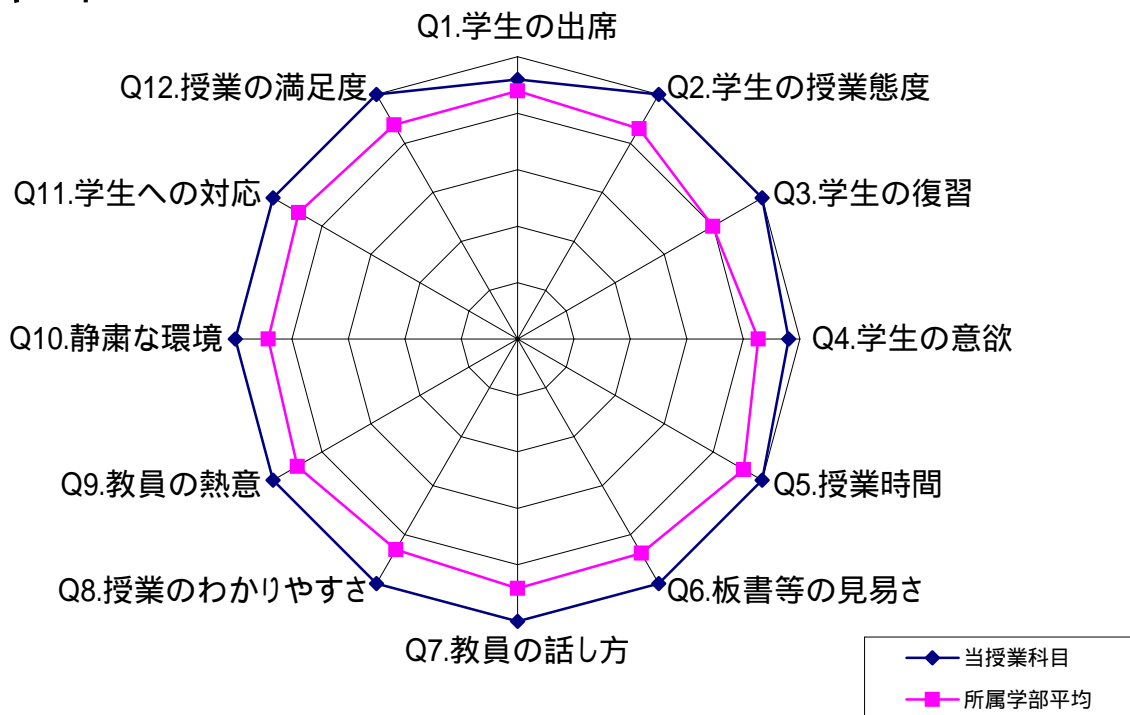 Q1.学生の出席
Q2.学生の授業態度
Q3.学生の復習
Q4.学生の意欲
Q5.授業時間
Q6.板書等の見易さ
Q7.教員の話し方
Q8.授業のわかりやすさ
Q9.教員の熱意
Q10.静粛な環境
Q11.学生への対応
Q12.授業の満足度
当授業科目
所属学部平均